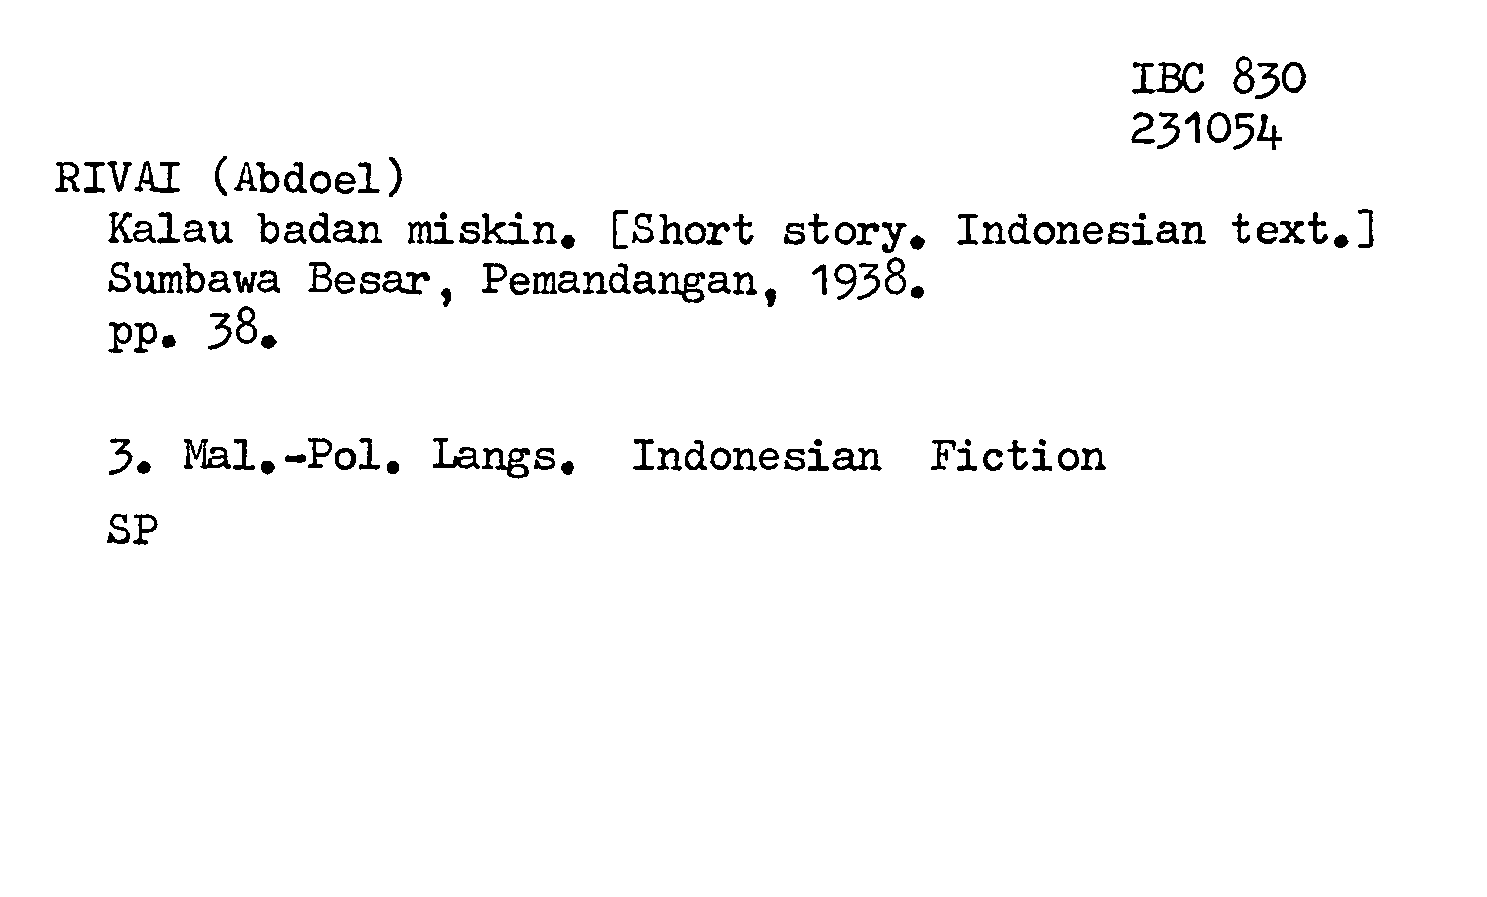 IBC 830
231054
RIVAI (Abdoel)
Kalau badan miskin. [Short story. Indonesian text.]
Sumbawa Besar, Pemandangan, 1938.
pp. 38.
3. Mal.-Pol. Langs. Indonesian Fiction
SP